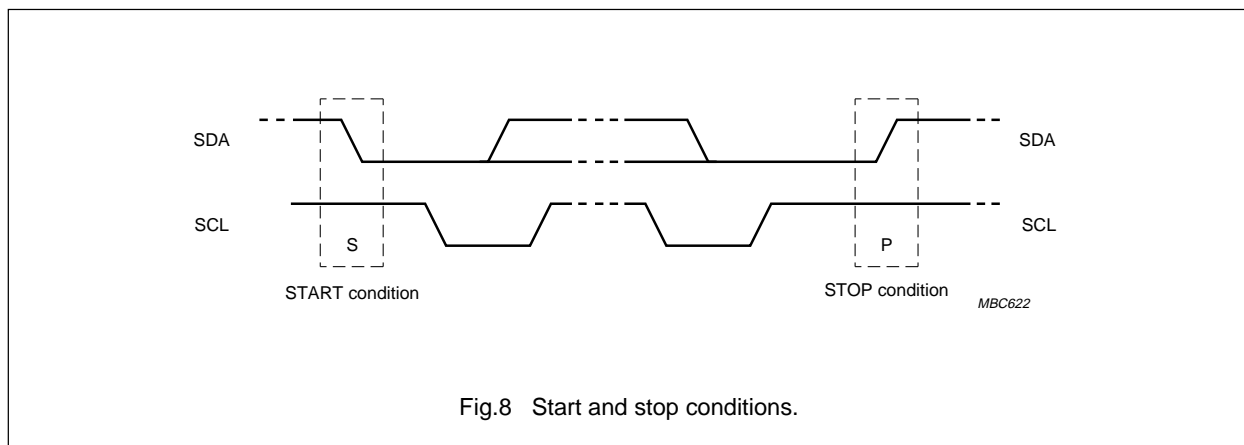 SDA
SDA
SCL
SCL
S
P
START condition
STOP condition
MBC622
Fig.8 Start and stop conditions.